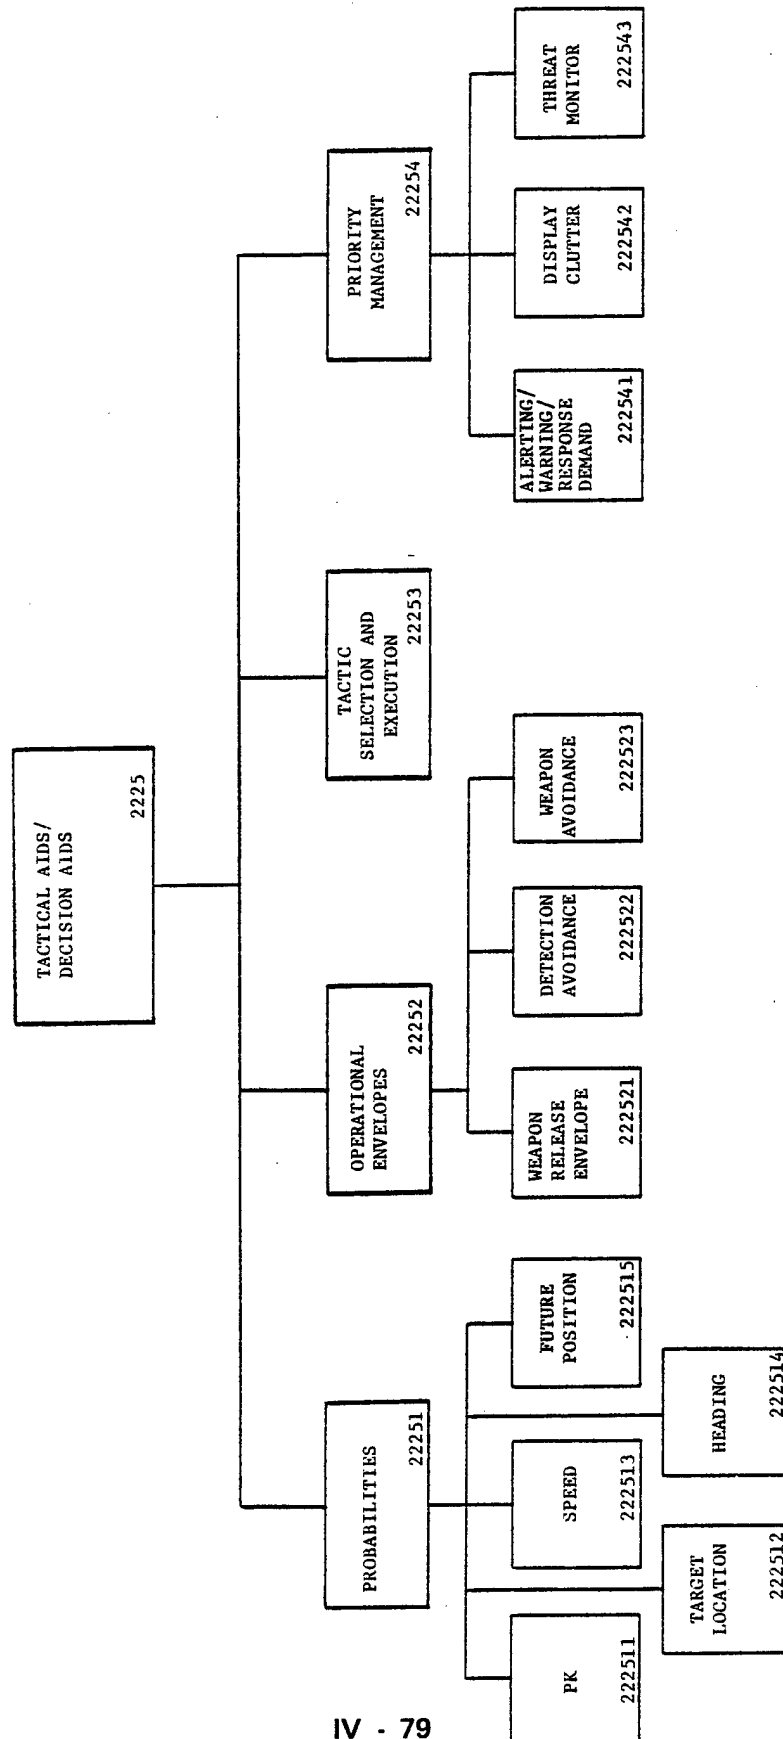 TACTICAL AIDS/
DECISION AIDS
2225
PROBABILITIES
22251
OPERATIONAL
ENVELOPES
22252
TACTIC
SELECTION AND
EXECUTION
22253
PRIORITY
MANAGEMENT
22254
PK
222511
TARGET
LOCATION
222512
SPEED
222513
HEADING
222514
FUTURE
POSITION
222515
WEAPON
RELEASE
ENVELOPE
222521
DETECTION
AVOIDANCE
222522
WEAPON
AVOIDANCE
222523
ALERTING/
WARNING/
RESPONSE
DEMAND
222541
DISPLAY
CLUTTER
222542
THREAT
MONITOR
222543
IV - 79